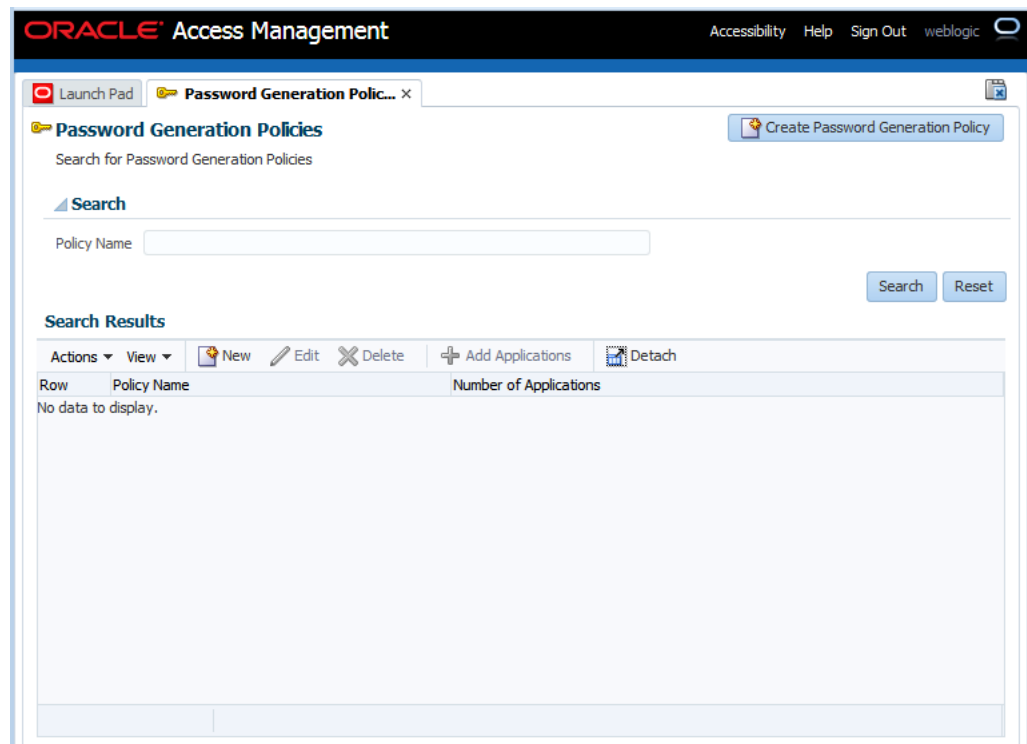 ORACLE Access Management Accessibility Help Sign Out weblogic
Launch Pad Password Generation Polic... ×
Password Generation Policies Create Password Generation Policy
Search for Password Generation Policies
Search
Policy Name
Search Reset
Search Results
Actions View New Edit Delete Add Applications Detach
Row Policy Name Number of Applications
No data to display.